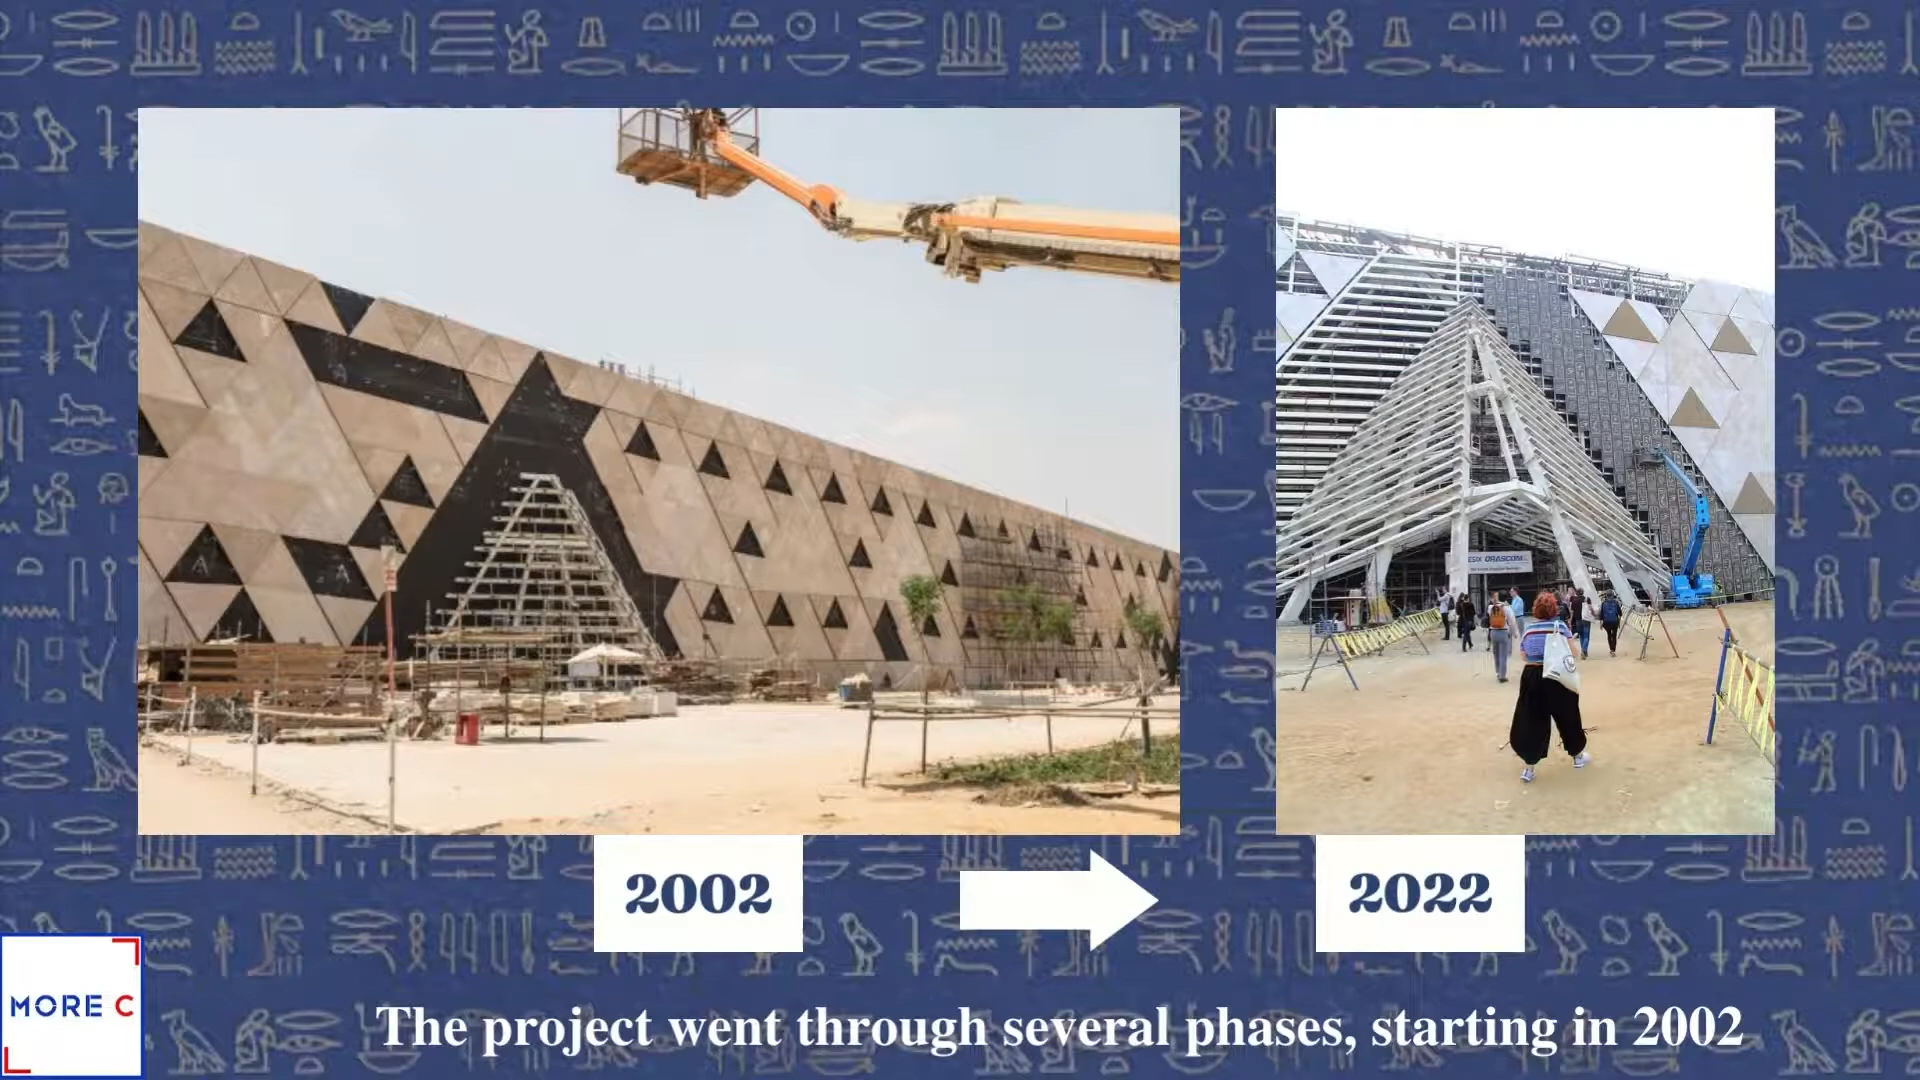 ORASCOM
2002
2022
MORE C
The project went through several phases, starting in 2002